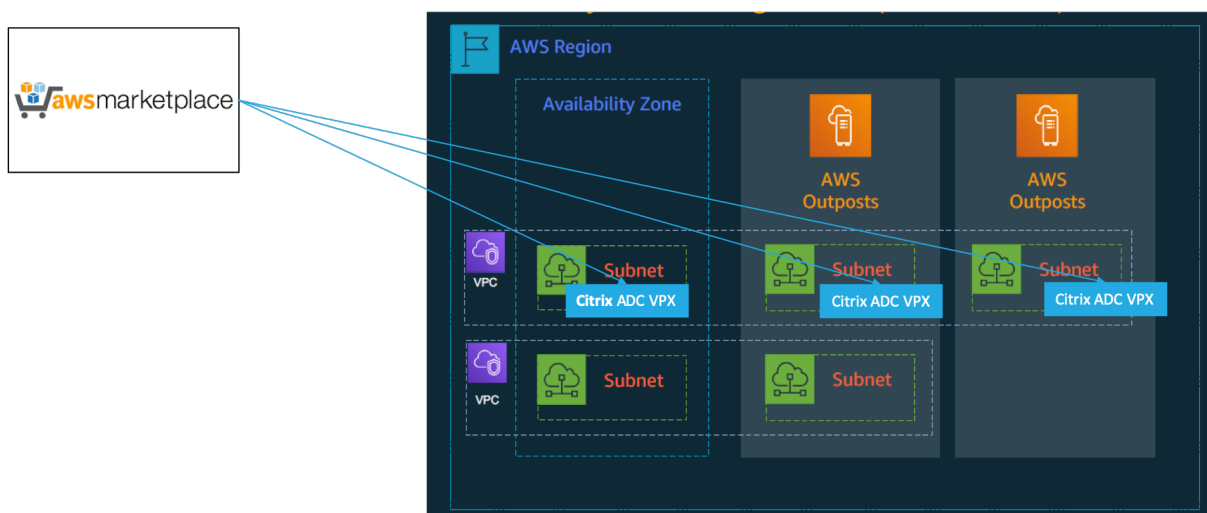 awsmarketplace
AWS Region
Availability Zone
AWS
Outposts
AWS
Outposts
VPC
Subnet
Citrix ADC VPX
Subnet
Citrix ADC VPX
Subnet
Citrix ADC VPX
VPC
Subnet
Subnet